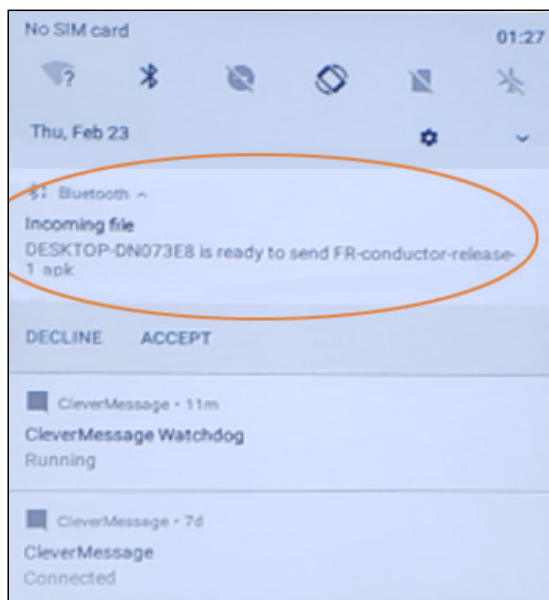 No SIM card
01:27
?
Thu, Feb 23
Bluetooth
Incoming file
DESKTOP-DN073E8 is ready to send FR-conductor-release-
1 apk
DECLINE ACCEPT
CleverMessage • 11m
CleverMessage Watchdog
Running
CleverMessage • 7d
CleverMessage
Connected